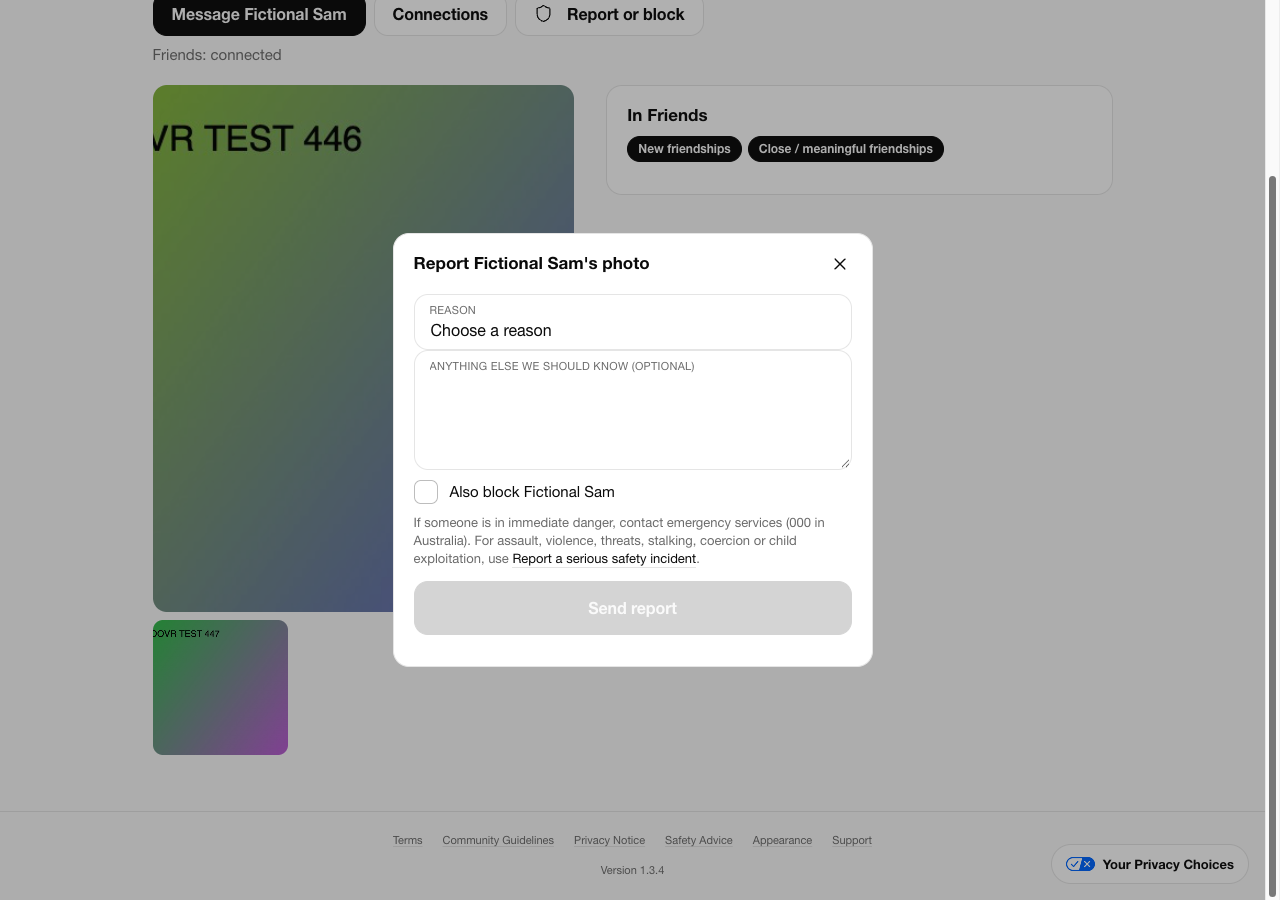 Message Fictional Sam
Connections
Report or block
Friends: connected
VR TEST 446
In Friends
New friendships
Close / meaningful friendships
Report Fictional Sam's photo
REASON
Choose a reason
ANYTHING ELSE WE SHOULD KNOW (OPTIONAL)
Also block Fictional Sam
If someone is in immediate danger, contact emergency services (000 in
Australia). For assault, violence, threats, stalking, coercion or child
exploitation, use Report a serious safety incident.
Send report
OOVR TEST 447
Terms
Community Guidelines
Privacy Notice
Safety Advice
Appearance
Support
Version 1.3.4
Your Privacy Choices